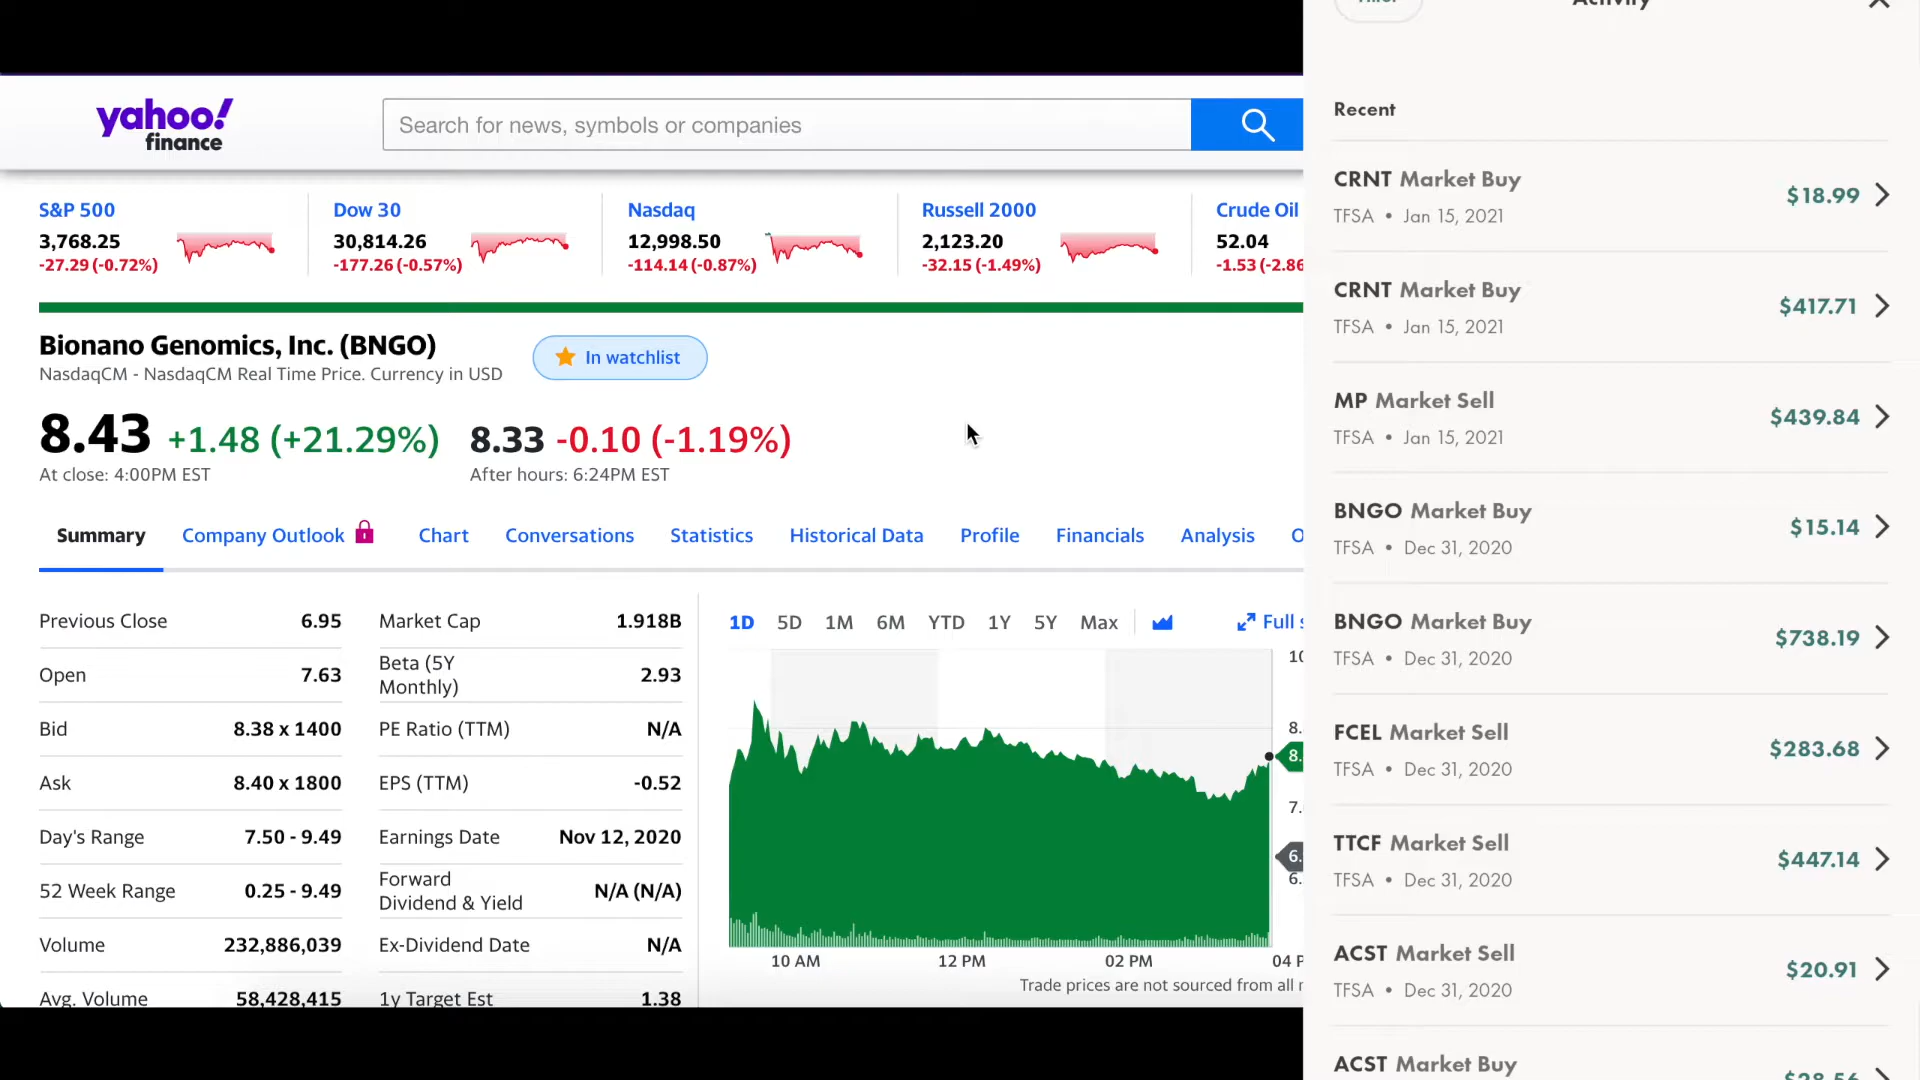 yahoo!
finance
Search for news, symbols or companies
S&P 500
3,768.25
-27.29 (-0.72%)
Dow 30
30,814.26
-177.26 (-0.57%)
Nasdaq
12,998.50
-114.14 (-0.87%)
Russell 2000
2,123.20
-32.15 (-1.49%)
Crude Oil
52.04
-1.53 (-2.86
Bionano Genomics, Inc. (BNGO)
NasdaqCM - NasdaqCM Real Time Price. Currency in USD
In watchlist
8.43 +1.48 (+21.29%)
At close: 4:00PM EST
8.33 -0.10 (-1.19%)
After hours: 6:24PM EST
Summary Company Outlook Chart Conversations Statistics Historical Data Profile Financials Analysis O
Previous Close 6.95
Open 7.63
Bid 8.38 x 1400
Ask 8.40 x 1800
Day's Range 7.50 - 9.49
52 Week Range 0.25 - 9.49
Volume 232,886,039
Avg. Volume 58,428,415
Market Cap 1.918B
Beta (5Y
Monthly) 2.93
PE Ratio (TTM) N/A
EPS (TTM) -0.52
Earnings Date Nov 12, 2020
Forward
Dividend & Yield N/A (N/A)
Ex-Dividend Date N/A
1y Target Est 1.38
1D 5D 1M 6M YTD 1Y 5Y Max Full s
10
8.
8.
7.
6.
6.
10 AM 12 PM 02 PM 04 P
Trade prices are not sourced from all
Activity
Recent
CRNT Market Buy
TFSA • Jan 15, 2021
$18.99
CRNT Market Buy
TFSA • Jan 15, 2021
$417.71
MP Market Sell
TFSA • Jan 15, 2021
$439.84
BNGO Market Buy
TFSA • Dec 31, 2020
$15.14
BNGO Market Buy
TFSA • Dec 31, 2020
$738.19
FCEL Market Sell
TFSA • Dec 31, 2020
$283.68
TTCF Market Sell
TFSA • Dec 31, 2020
$447.14
ACST Market Sell
TFSA • Dec 31, 2020
$20.91
ACST Market Buy